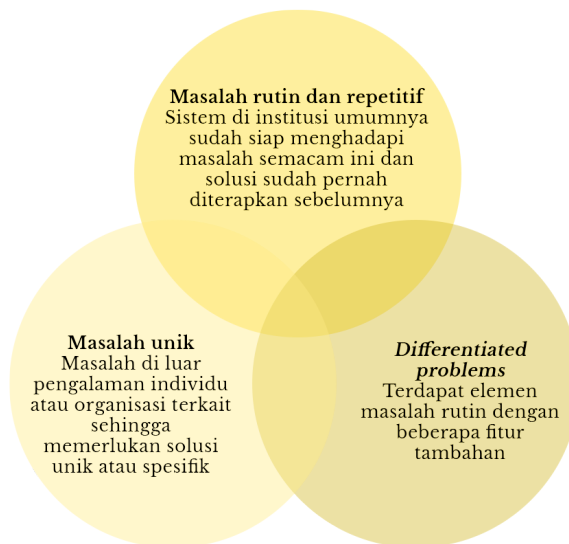 Masalah rutin dan repetitif
Sistem di institusi umumnya
sudah siap menghadapi
masalah semacam ini dan
solusi sudah pernah
diterapkan sebelumnya
Masalah unik
Masalah di luar
pengalaman individu
atau organisasi terkait
sehingga
memerlukan solusi
unik atau spesifik
Differentiated
problems
Terdapat elemen
masalah rutin dengan
beberapa fitur
tambahan